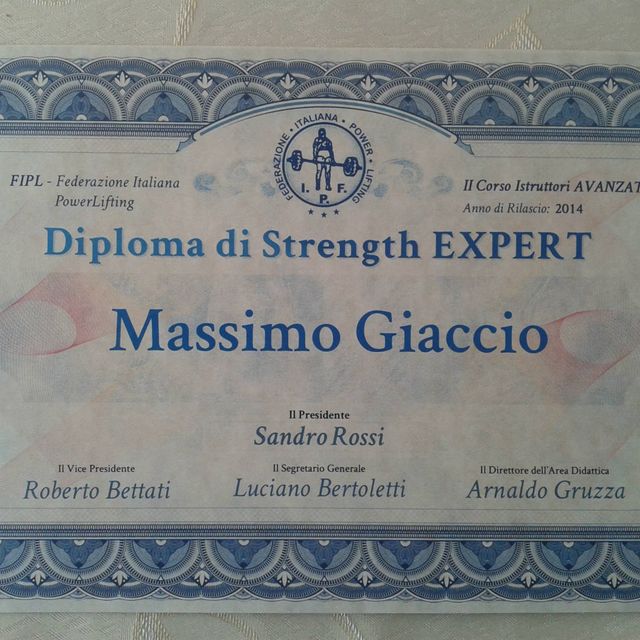 FEDERAZIONE • ITALIANA • POWER • LIFTING
I. P. F.
FIPL - Federazione Italiana
PowerLifting
II Corso Istruttori AVANZAT
Anno di Rilascio: 2014
Diploma di Strength EXPERT
Massimo Giaccio
Il Presidente
Sandro Rossi
Il Vice Presidente
Roberto Bettati
Il Segretario Generale
Luciano Bertoletti
Il Direttore dell'Area Didattica
Arnaldo Gruzza